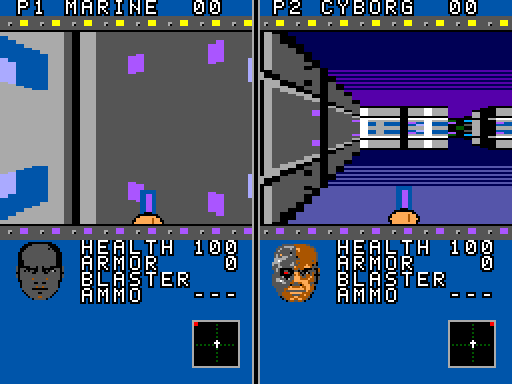 P1 MARINE 00
P2 CYBORG 00
HEALTH 100
ARMOR 0
BLASTER
AMMO ---
HEALTH 100
ARMOR 0
BLASTER
AMMO ---